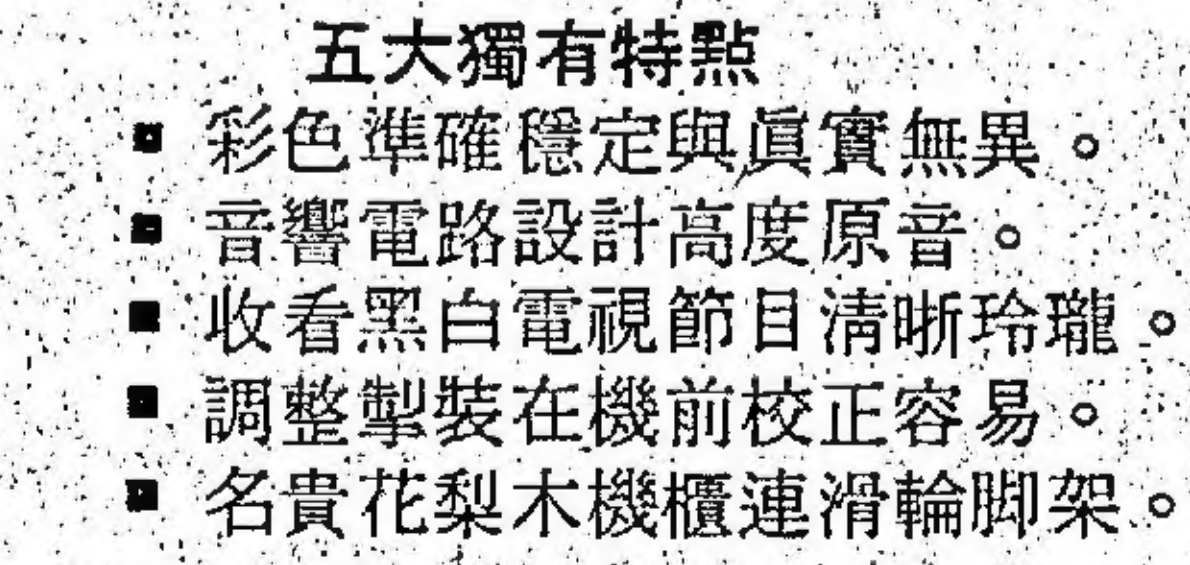 五大獨有特點
▪ 彩色準確穩定與眞實無異。
▪ 音響電路設計高度原音。
▪ 收看黑白電視節目清晰玲瓏。
▪ 調整掣裝在機前校正容易。
▪ 名貴花梨木機櫃連滑輪脚架。